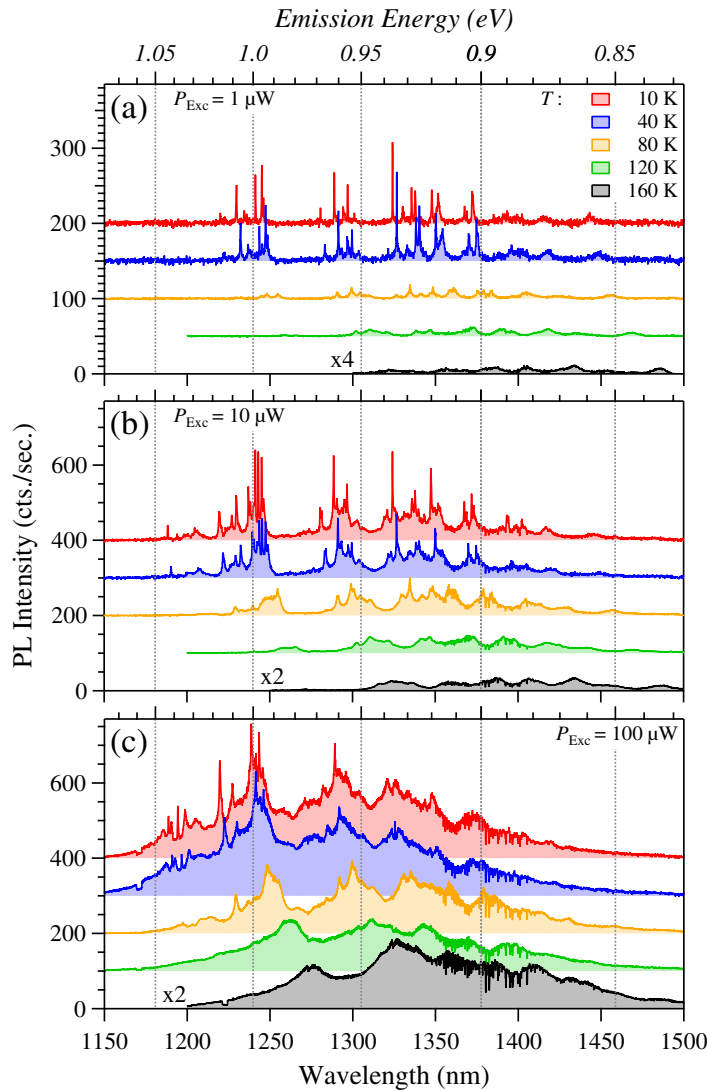 Emission Energy (eV)
1.05 1.0 0.95 0.9 0.85
(a) P_Exc = 1 µW T :
10 K
40 K
80 K
120 K
160 K
300
200
100
0
x4
(b) P_Exc = 10 µW
600
400
200
0
x2
(c) P_Exc = 100 µW
600
400
200
0
x2
PL Intensity (cts./sec.)
1150 1200 1250 1300 1350 1400 1450 1500
Wavelength (nm)